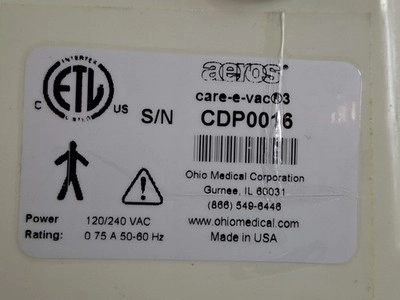 INTERTEK
ETL
C US
LISTED
S/N
aeros
care-e-vac®3
CDP0016
Ohio Medical Corporation
Gurnee, IL 60031
(866) 549-6446
www.ohiomedical.com
Made in USA
Power 120/240 VAC
Rating: 0 75 A 50-60 Hz